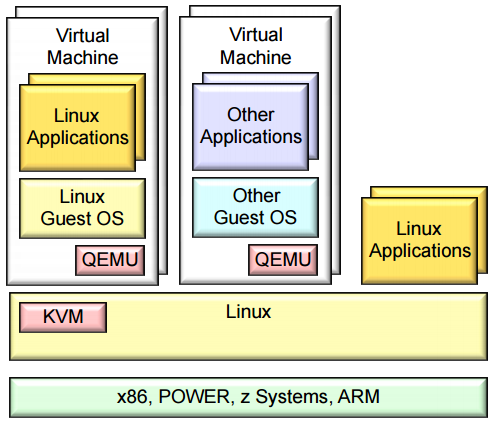 Virtual
Machine
Linux
Applications
Linux
Guest OS
QEMU
Virtual
Machine
Other
Applications
Other
Guest OS
QEMU
Linux
Applications
KVM
Linux
x86, POWER, z Systems, ARM